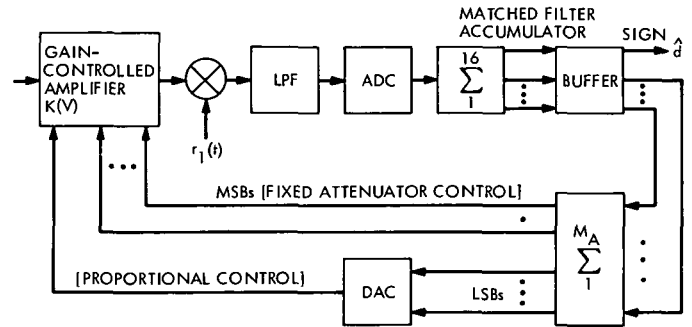 MATCHED FILTER
ACCUMULATOR
GAIN-
CONTROLLED
AMPLIFIER
K(V)
LPF
ADC
16
∑
1
BUFFER
SIGN
d̂
r₁(t)
MSBs [FIXED ATTENUATOR CONTROL]
[PROPORTIONAL CONTROL]
DAC
LSBs
M_A
∑
1